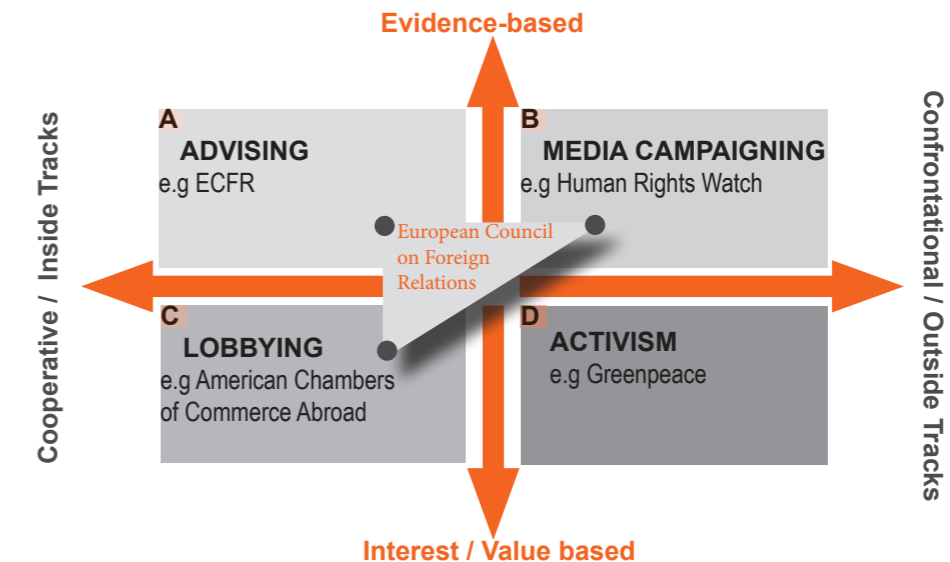 Evidence-based
Cooperative / Inside Tracks
A
ADVISING
e.g ECFR
B
MEDIA CAMPAIGNING
e.g Human Rights Watch
European Council
on Foreign
Relations
C
LOBBYING
e.g American Chambers
of Commerce Abroad
D
ACTIVISM
e.g Greenpeace
Confrontational / Outside Tracks
Interest / Value based